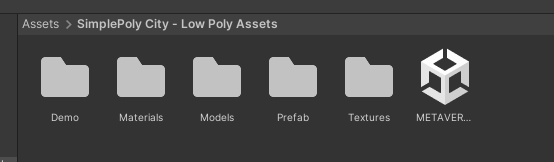 Assets > SimplePoly City - Low Poly Assets
Demo Materials Models Prefab Textures METAVER...